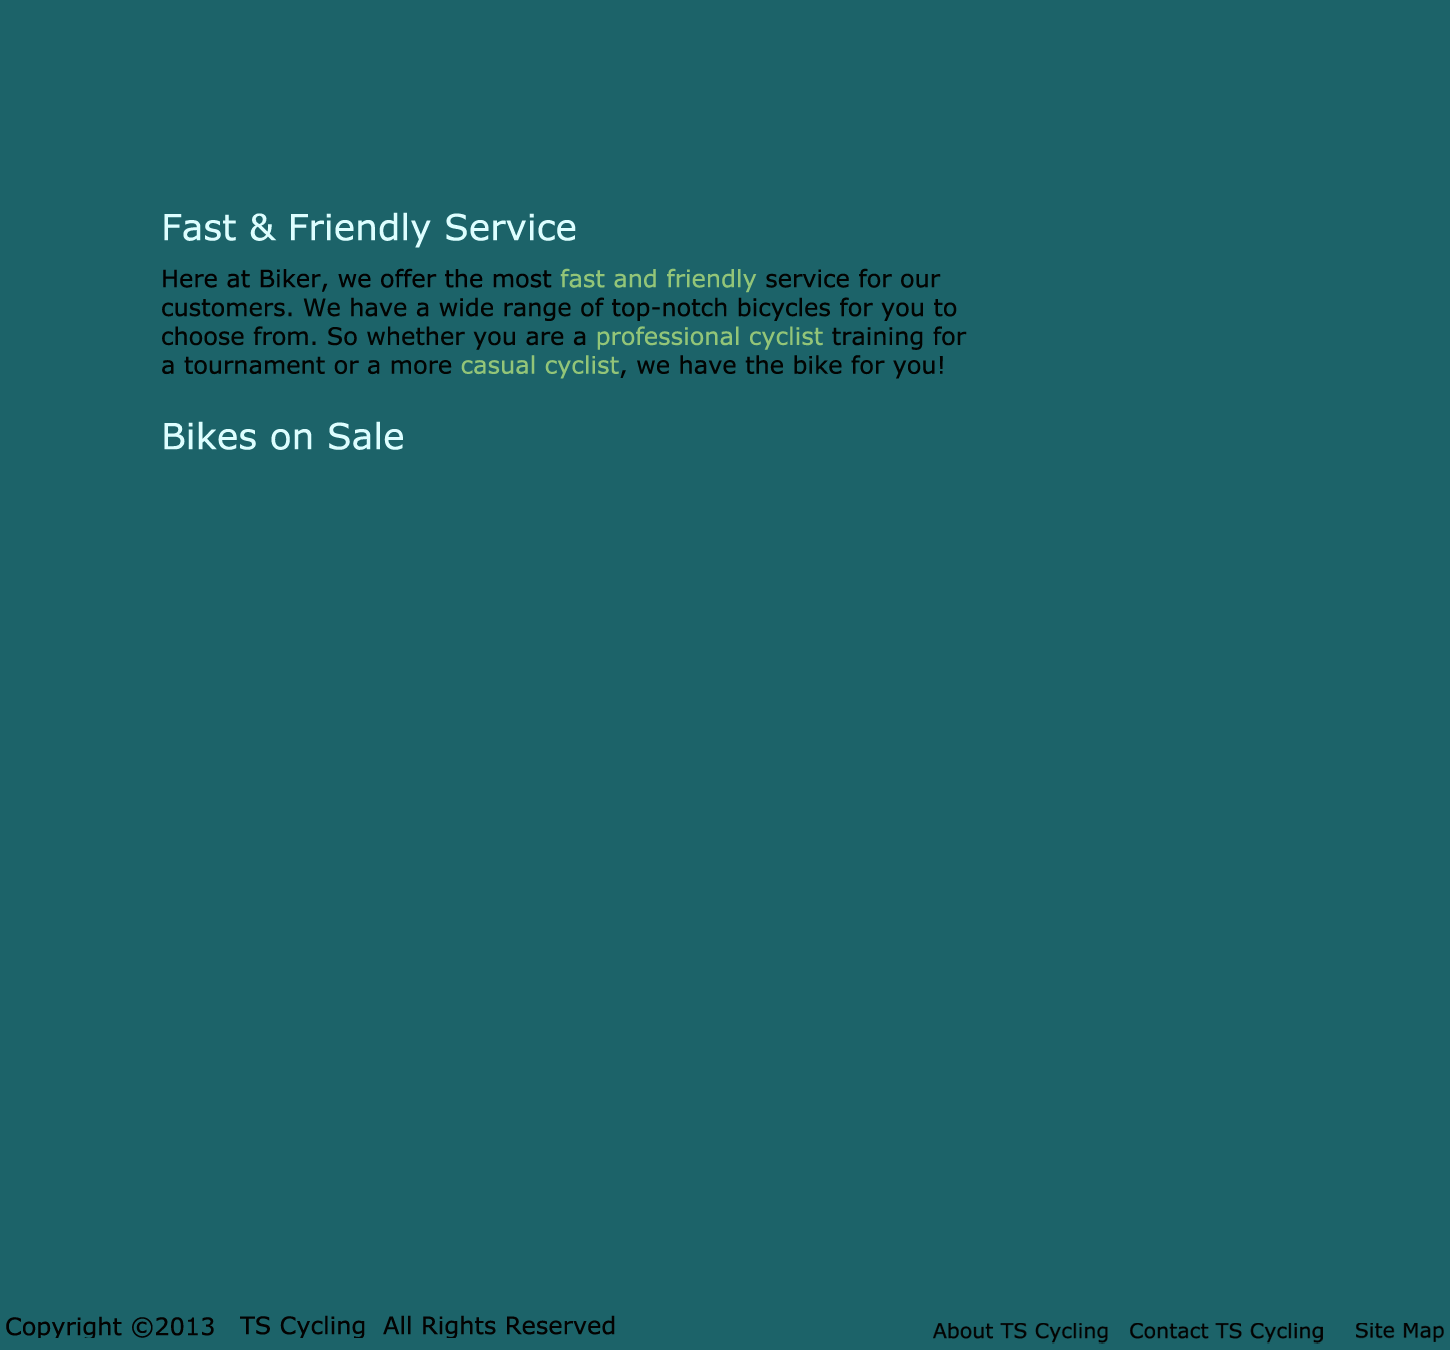 Fast & Friendly Service
Here at Biker, we offer the most fast and friendly service for our
customers. We have a wide range of top-notch bicycles for you to
choose from. So whether you are a professional cyclist training for
a tournament or a more casual cyclist, we have the bike for you!
Bikes on Sale
Copyright ©2013 TS Cycling All Rights Reserved About TS Cycling Contact TS Cycling Site Map